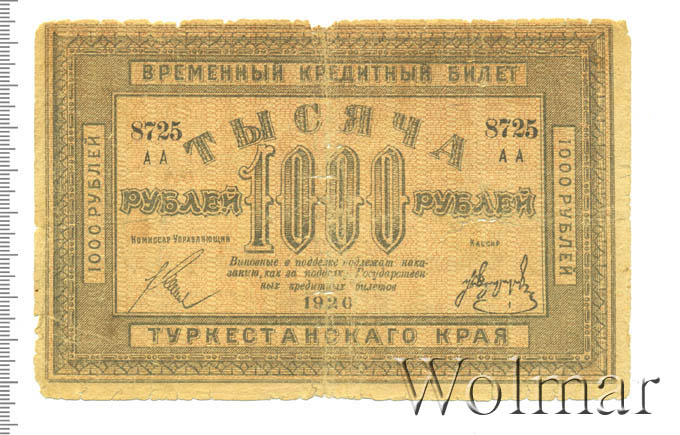 ВРЕМЕННЫЙ КРЕДИТНЫЙ БИЛЕТ
8725 ТЫСЯЧА 8725
АА АА
1000 РУБЛЕЙ
РУБЛЕЙ 1000 РУБЛЕЙ
1000 РУБЛЕЙ
Комиссар Управляющий Кассир
Виновные в подделке подлежат нака-
занию, как за подделку Государствен-
ных кредитных билетов
1920
ТУРКЕСТАНСКАГО КРАЯ
Wolmar